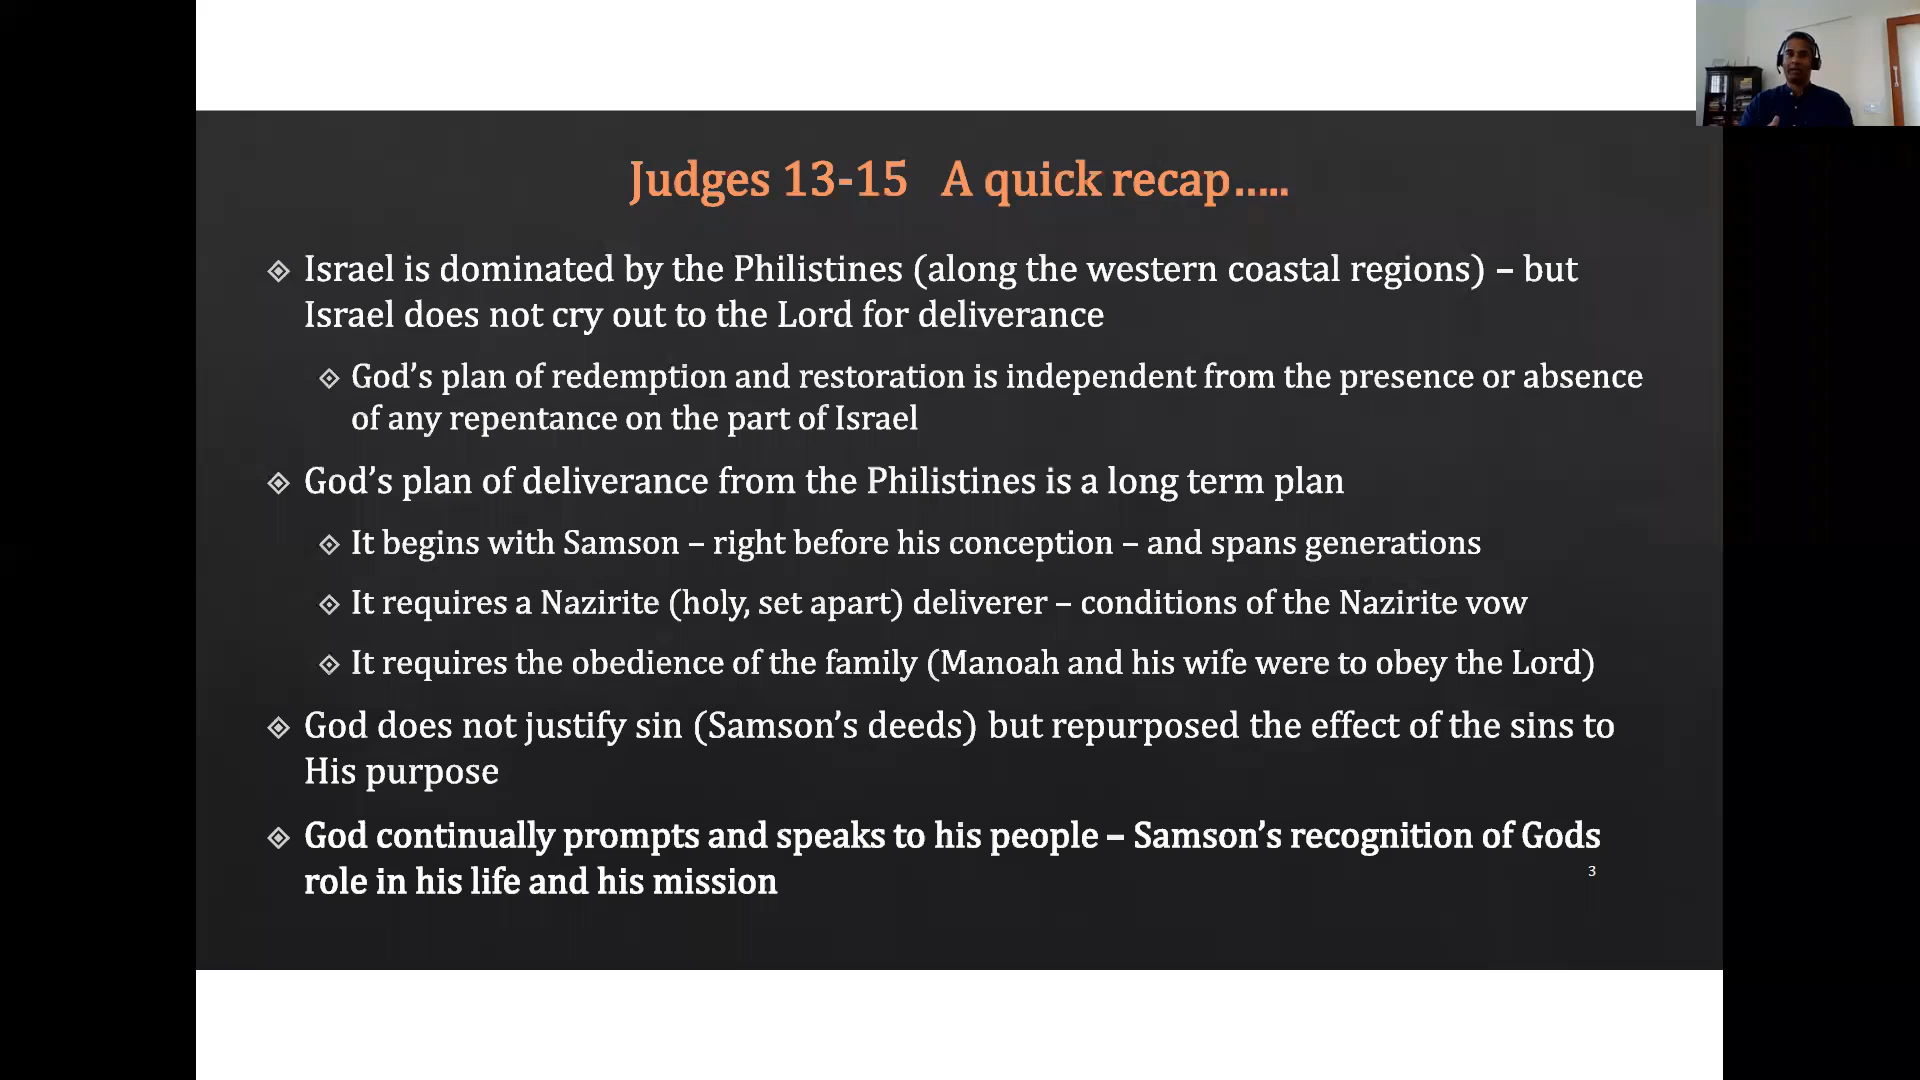 Judges 13-15 A quick recap.....
Israel is dominated by the Philistines (along the western coastal regions) – but
Israel does not cry out to the Lord for deliverance
God’s plan of redemption and restoration is independent from the presence or absence
of any repentance on the part of Israel
God’s plan of deliverance from the Philistines is a long term plan
It begins with Samson – right before his conception – and spans generations
It requires a Nazirite (holy, set apart) deliverer – conditions of the Nazirite vow
It requires the obedience of the family (Manoah and his wife were to obey the Lord)
God does not justify sin (Samson’s deeds) but repurposed the effect of the sins to
His purpose
God continually prompts and speaks to his people – Samson’s recognition of Gods
role in his life and his mission
3